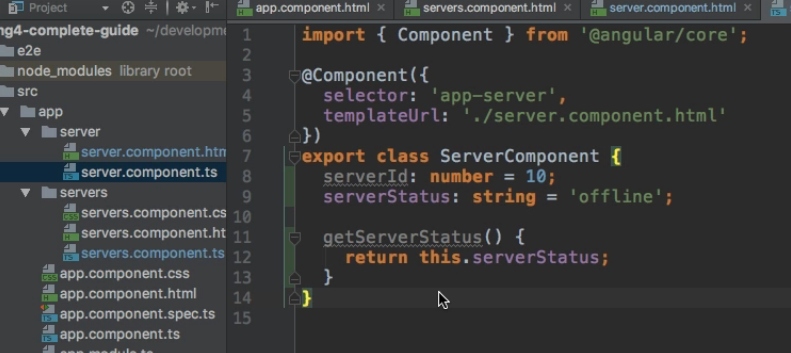 Project
app.component.html
servers.component.html
server.component.html
ng4-complete-guide ~/developme
e2e
node_modules library root
src
app
server
server.component.htm
server.component.ts
servers
servers.component.cs
servers.component.ht
servers.component.ts
app.component.css
app.component.html
app.component.spec.ts
app.component.ts
app.module.ts
1 import { Component } from '@angular/core';
2
3 @Component({
4 selector: 'app-server',
5 templateUrl: './server.component.html'
6 })
7 export class ServerComponent {
8 serverId: number = 10;
9 serverStatus: string = 'offline';
10
11 getServerStatus() {
12 return this.serverStatus;
13 }
14 }
15